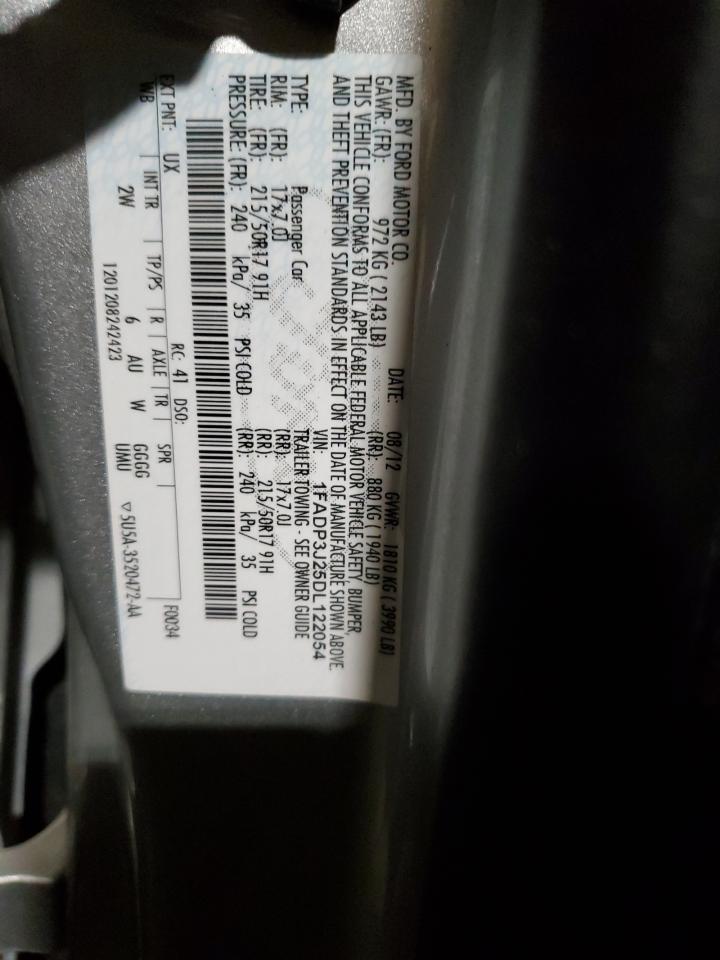 MFD. BY FORD MOTOR CO.
DATE: 08/12 GVWR: 1810 KG ( 3990 LB)
GAWR: (FR): 972 KG ( 2143 LB) (RR): 880 KG ( 1940 LB)
THIS VEHICLE CONFORMS TO ALL APPLICABLE FEDERAL MOTOR VEHICLE SAFETY, BUMPER,
AND THEFT PREVENTION STANDARDS IN EFFECT ON THE DATE OF MANUFACTURE SHOWN ABOVE.
VIN: 1FADP3J25DL122054
TYPE: Passenger Car TRAILER TOWING - SEE OWNER GUIDE
RIM: (FR): 17x7.0J (RR): 17x7.0J
TIRE: (FR): 215/50R17 91H (RR): 215/50R17 91H
PRESSURE: (FR): 240 kPa/ 35 PSI COLD (RR): 240 kPa/ 35 PSI COLD
RC: 41 DSO: F0034
EXT PNT: UX
WB INT TR TP/PS R AXLE TR SPR
2W 6 AU W GGGG
UMU
1201208242423 ▽5U5A-3520472-AA